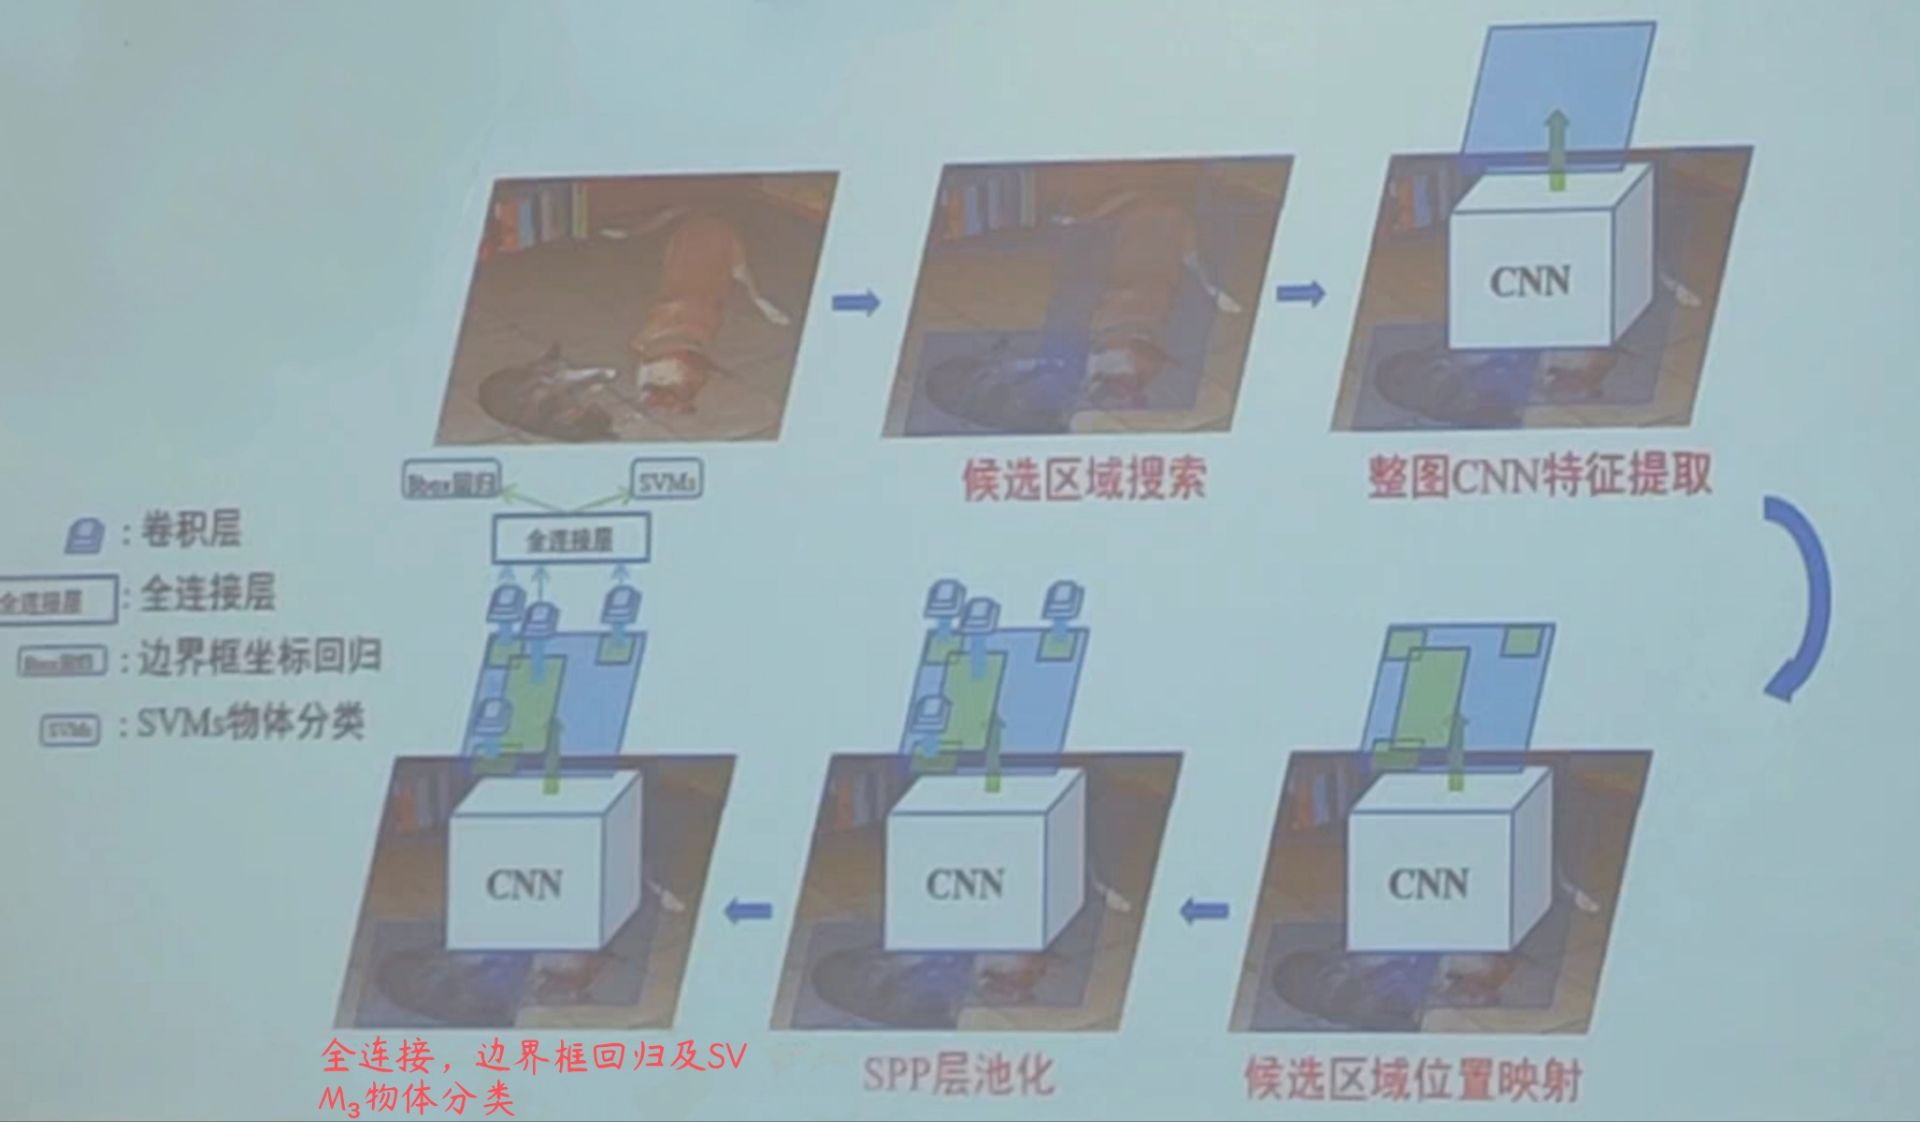 CNN
候选区域搜索
整图CNN特征提取
Bbox回归
SVMs
全连接层
：卷积层
全连接层
：全连接层
Bbox回归
：边界框坐标回归
SVMs
：SVMs物体分类
CNN
CNN
CNN
全连接，边界框回归及SV
M₃物体分类
SPP层池化
候选区域位置映射